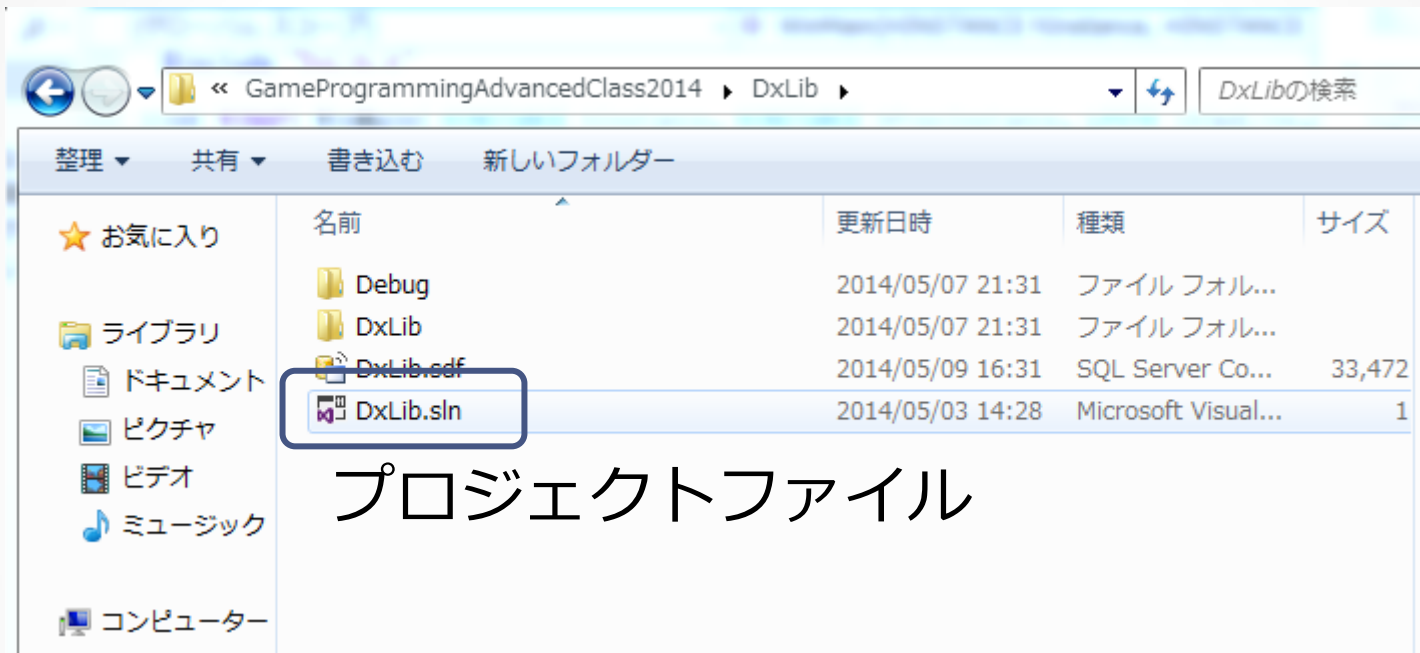 « GameProgrammingAdvancedClass2014 DxLib DxLibの検索
整理 共有 書き込む 新しいフォルダー
お気に入り 名前 更新日時 種類 サイズ
Debug 2014/05/07 21:31 ファイル フォル...
ライブラリ DxLib 2014/05/07 21:31 ファイル フォル...
ドキュメント DxLib.sdf 2014/05/09 16:31 SQL Server Co... 33,472
DxLib.sln 2014/05/03 14:28 Microsoft Visual... 1
ピクチャ
ビデオ
プロジェクトファイル
ミュージック
コンピューター